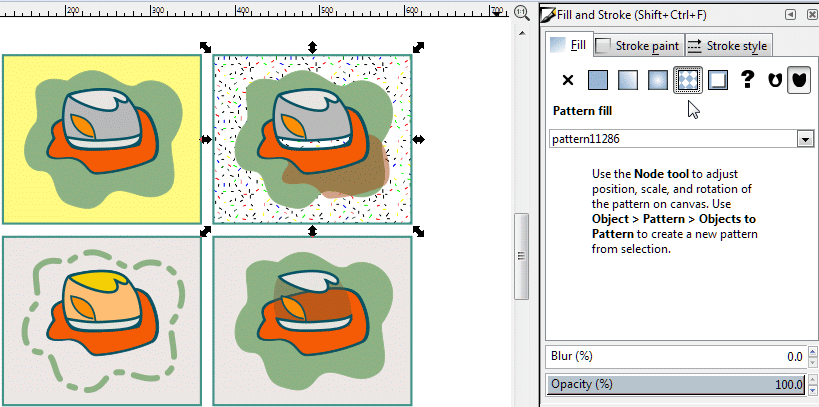 200 300 400 500 600 700
1:1
Fill and Stroke (Shift+Ctrl+F)
Fill Stroke paint Stroke style
?
Pattern fill
pattern11286
Use the Node tool to adjust
position, scale, and rotation of
the pattern on canvas. Use
Object > Pattern > Objects to
Pattern to create a new pattern
from selection.
Blur (%) 0.0
Opacity (%) 100.0